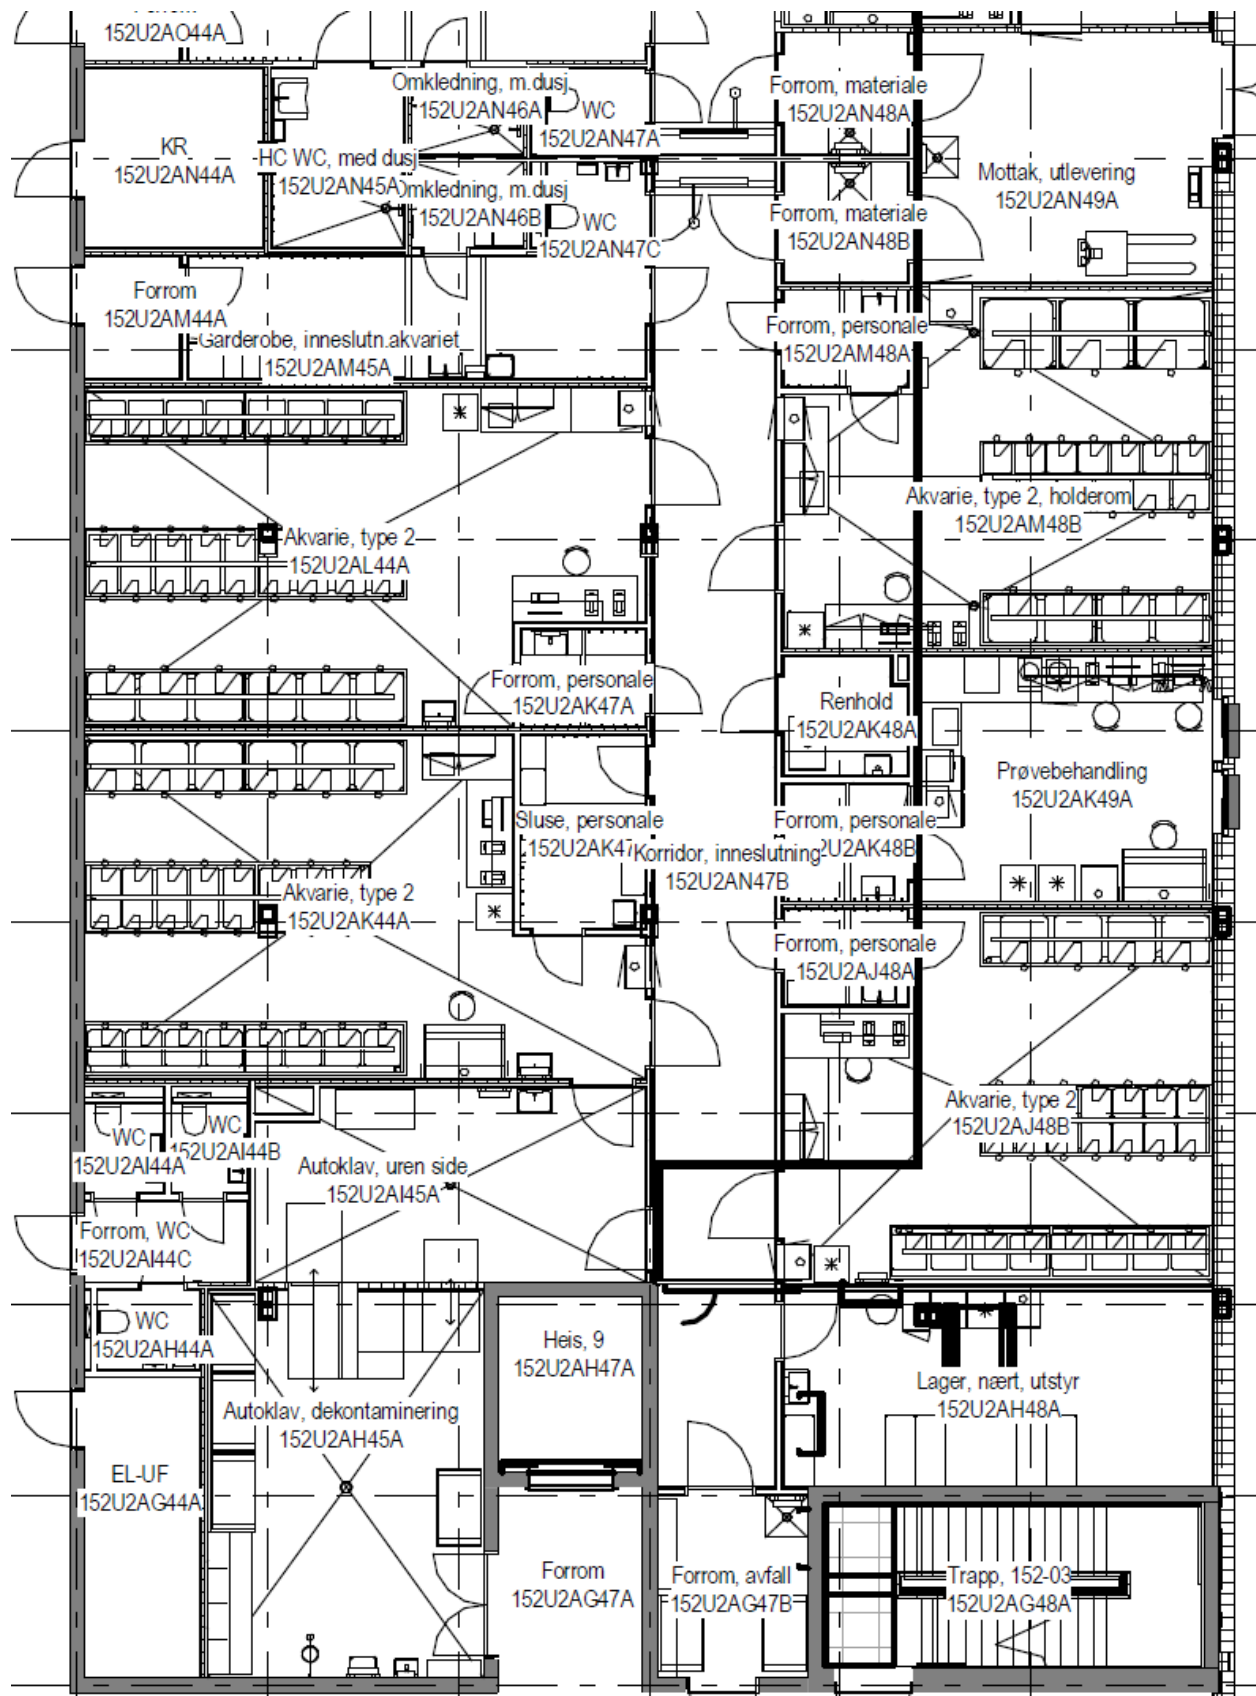 152U2AO44A
Omkledning, m.dusj
152U2AN46A
WC
152U2AN47A
Forrom, materiale
152U2AN48A
KR
152U2AN44A
HC WC, med dusj
152U2AN45A
Omkledning, m.dusj
152U2AN46B
WC
152U2AN47C
Forrom, materiale
152U2AN48B
Mottak, utlevering
152U2AN49A
Forrom
152U2AM44A
Garderobe, inneslutn.akvariet
152U2AM45A
Forrom, personale
152U2AM48A
Akvarie, type 2
152U2AL44A
Akvarie, type 2, holderom
152U2AM48B
Forrom, personale
152U2AK47A
Renhold
152U2AK48A
Prøvebehandling
152U2AK49A
Sluse, personale
152U2AK47
Korridor, inneslutning
152U2AN47B
Forrom, personale
2U2AK48B
Akvarie, type 2
152U2AK44A
Forrom, personale
152U2AJ48A
Akvarie, type 2
152U2AJ48B
WC
152U2AI44A
WC
152U2AI44B
Autoklav, uren side
152U2AI45A
Forrom, WC
152U2AI44C
WC
152U2AH44A
Heis, 9
152U2AH47A
Lager, nært, utstyr
152U2AH48A
Autoklav, dekontaminering
152U2AH45A
EL-UF
152U2AG44A
Forrom
152U2AG47A
Forrom, avfall
152U2AG47B
Trapp, 152-03
152U2AG48A